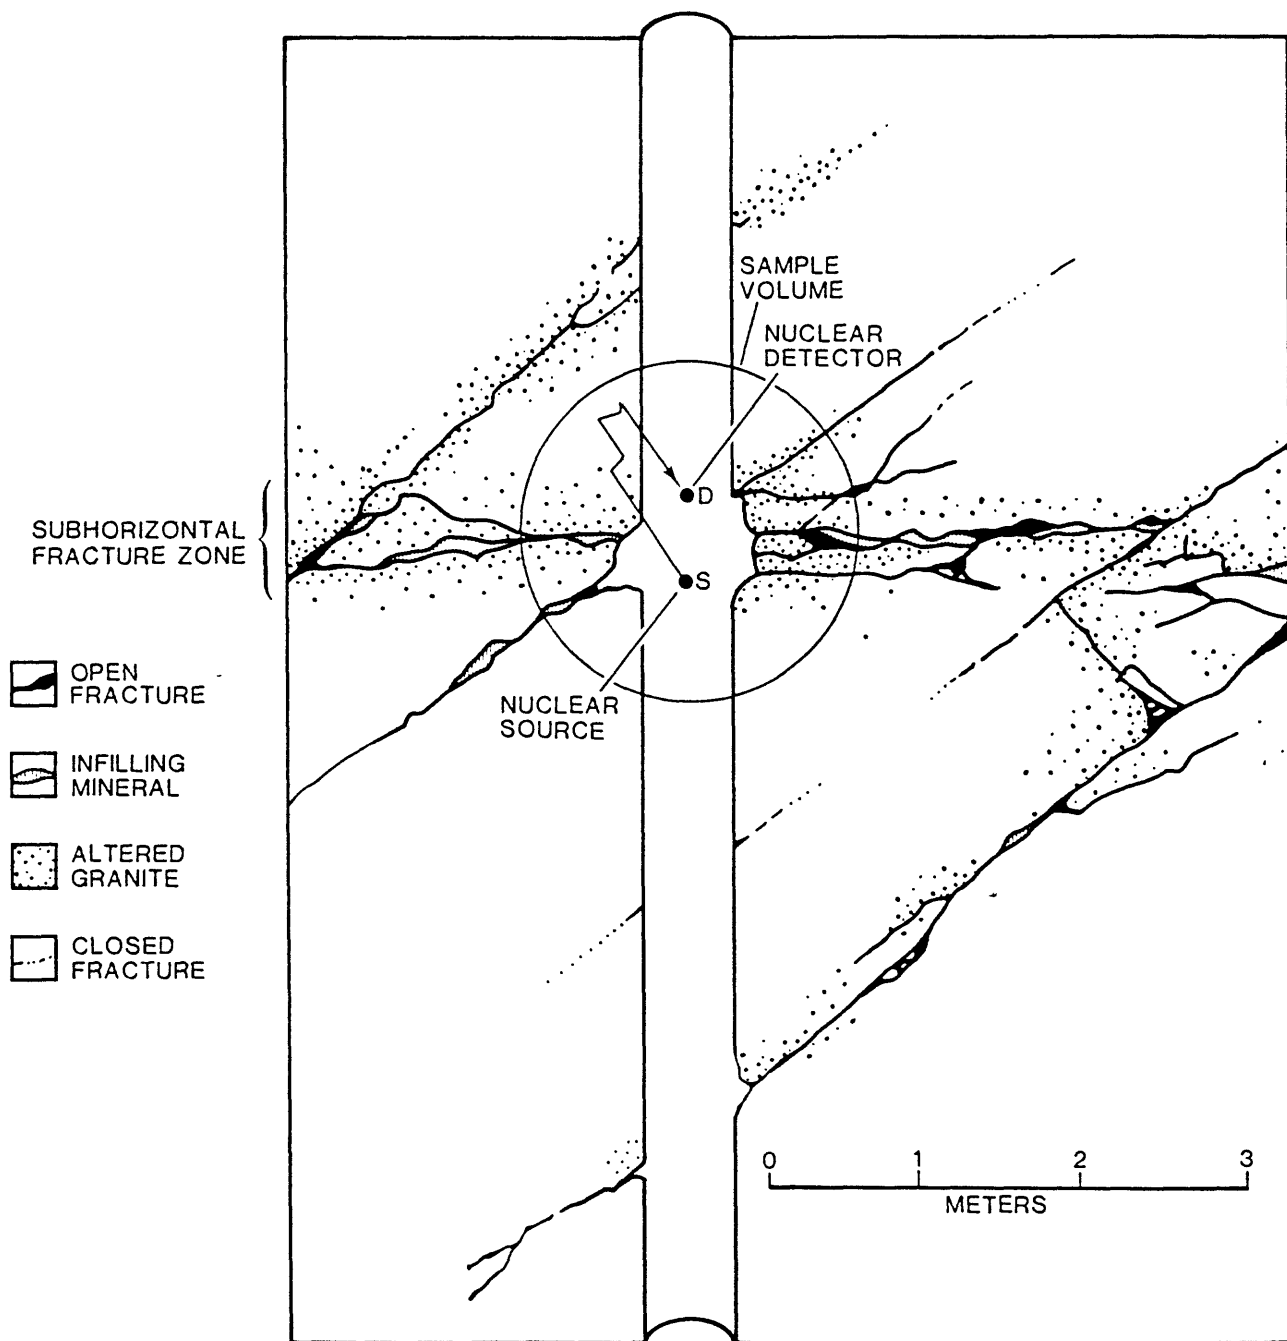 SAMPLE
VOLUME
NUCLEAR
DETECTOR
D
SUBHORIZONTAL
FRACTURE ZONE
S
OPEN
FRACTURE
NUCLEAR
SOURCE
INFILLING
MINERAL
ALTERED
GRANITE
CLOSED
FRACTURE
0 1 2 3
METERS